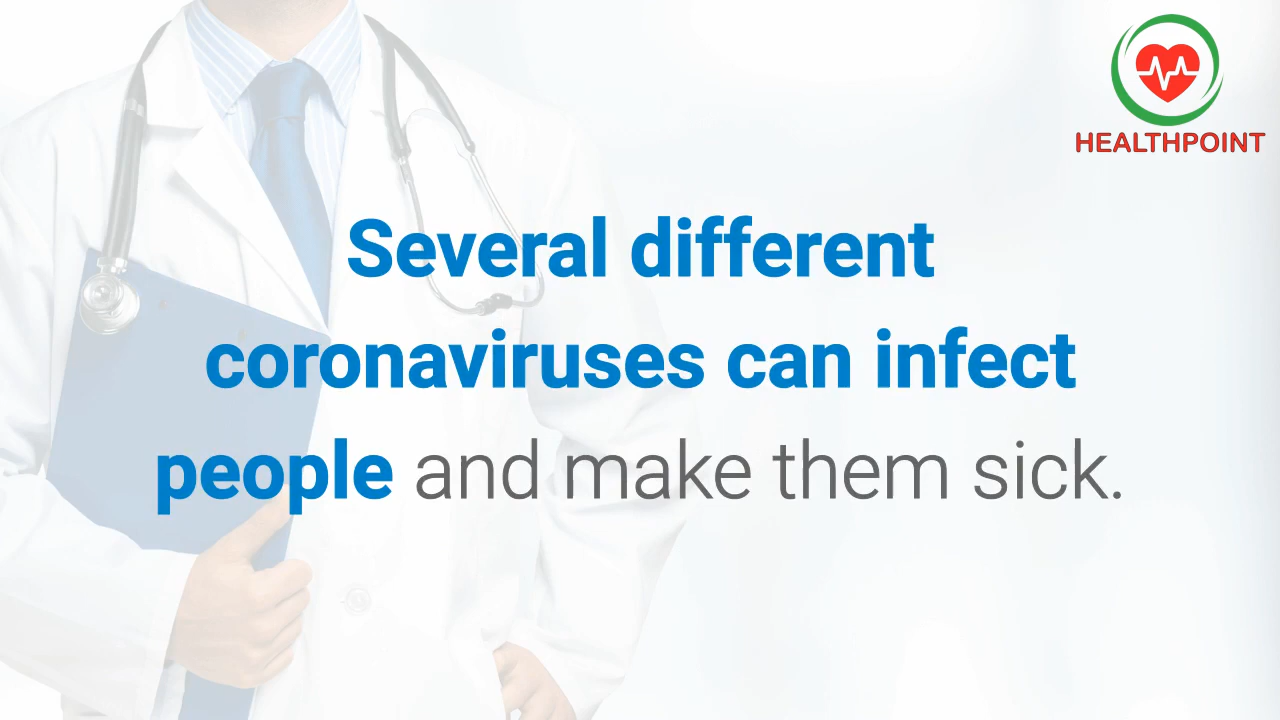 HEALTHPOINT
Several different
coronaviruses can infect
people and make them sick.